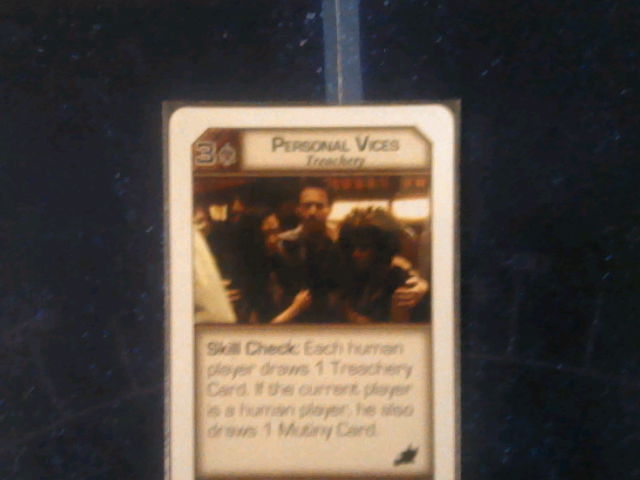 3
PERSONAL VICES
Treachery
Skill Check: Each human
player draws 1 Treachery
Card. If the current player
is a human player, he also
draws 1 Mutiny Card.